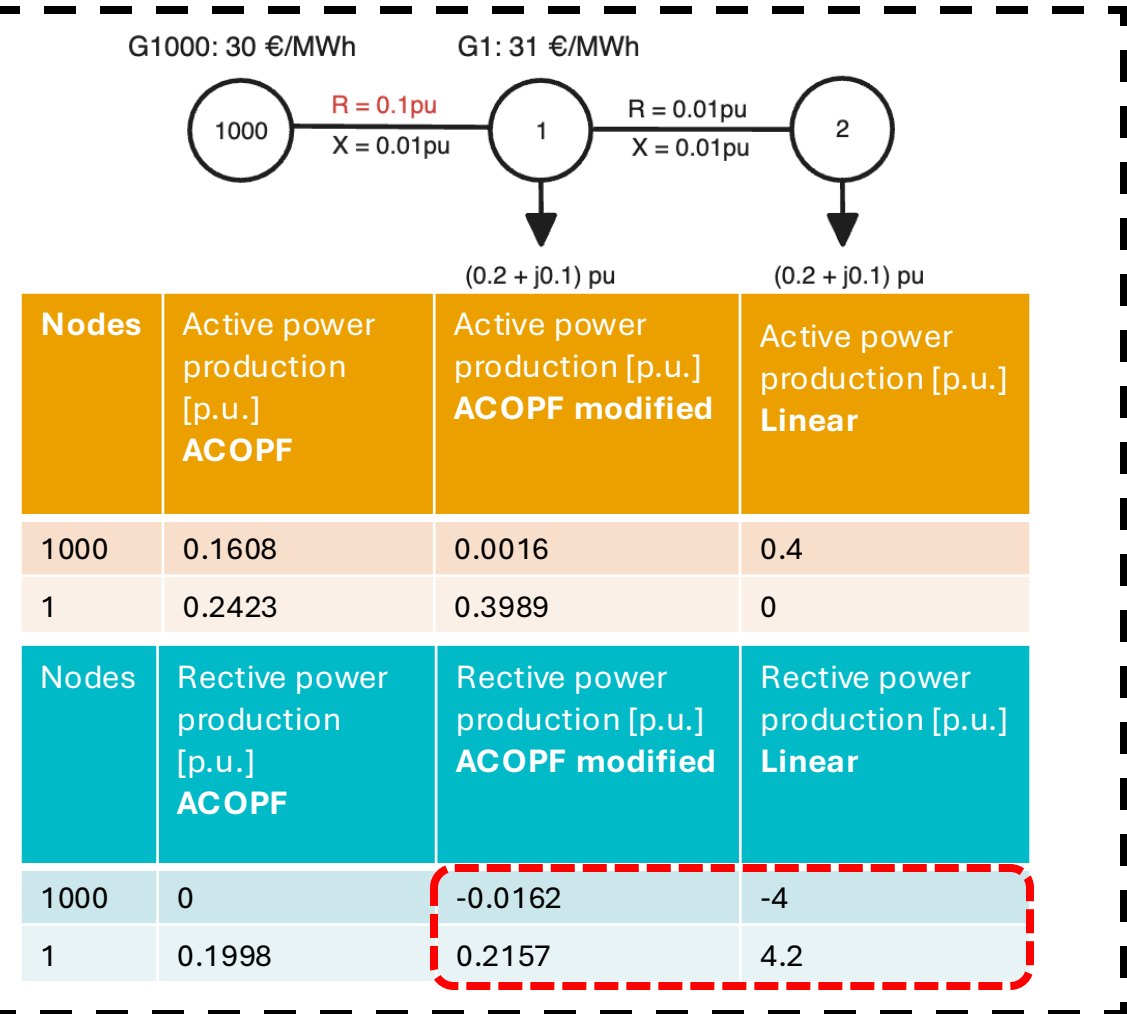 G1000: 30 €/MWh G1: 31 €/MWh
R = 0.1pu R = 0.01pu
1000 1 2
X = 0.01pu X = 0.01pu
(0.2 + j0.1) pu (0.2 + j0.1) pu
Nodes Active power production [p.u.] ACOPF Active power production [p.u.] ACOPF modified Active power production [p.u.] Linear
1000 0.1608 0.0016 0.4
1 0.2423 0.3989 0
Nodes Rective power production [p.u.] ACOPF Rective power production [p.u.] ACOPF modified Rective power production [p.u.] Linear
1000 0 -0.0162 -4
1 0.1998 0.2157 4.2